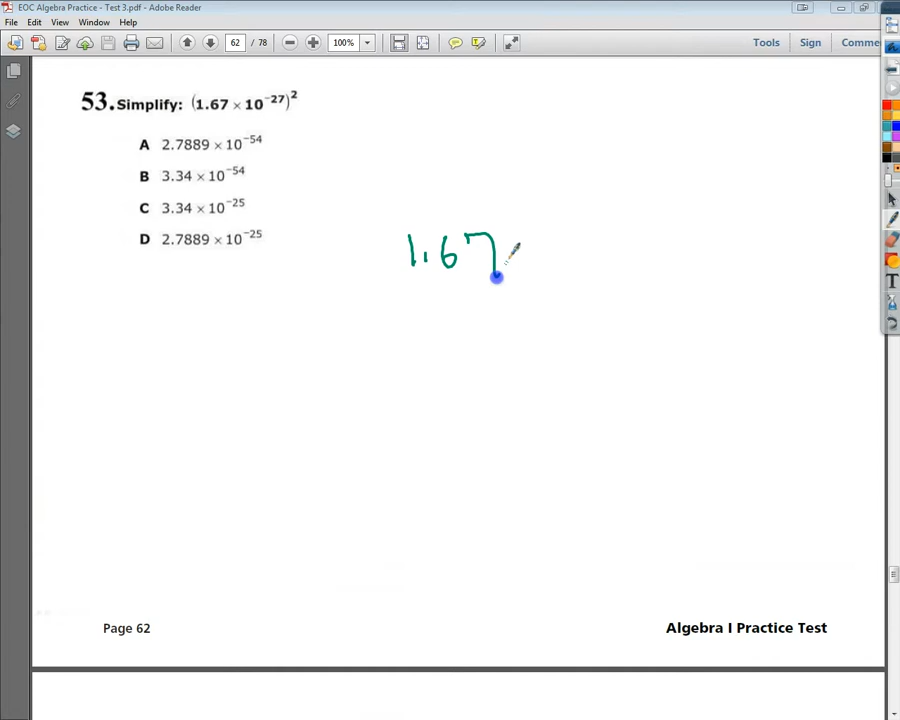 EOC Algebra Practice - Test 3.pdf - Adobe Reader
File Edit View Window Help
62 / 78 100% Tools Sign Comme
53. Simplify: (1.67 × 10⁻²⁷)²
A 2.7889 × 10⁻⁵⁴
B 3.34 × 10⁻⁵⁴
C 3.34 × 10⁻²⁵
D 2.7889 × 10⁻²⁵
1.67
T
Page 62 Algebra I Practice Test